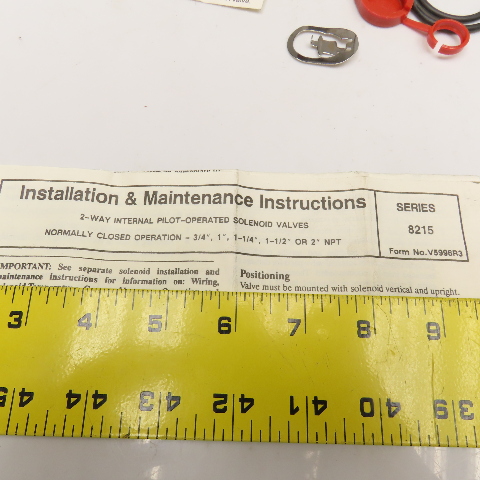 Installation & Maintenance Instructions
2-WAY INTERNAL PILOT-OPERATED SOLENOID VALVES
NORMALLY CLOSED OPERATION - 3/4", 1", 1-1/4", 1-1/2" OR 2" NPT
SERIES
8215
Form No.V5996R3
IMPORTANT: See separate solenoid installation and
maintenance instructions for information on: Wiring,
Positioning
Valve must be mounted with solenoid vertical and upright.
3 4 5 6 7 8 9
44 43 42 41 40 39